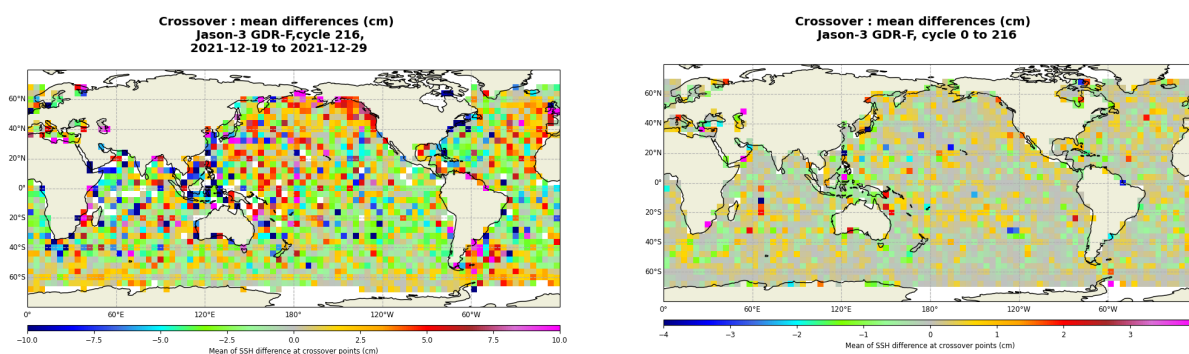 Crossover : mean differences (cm)
Jason-3 GDR-F,cycle 216,
2021-12-19 to 2021-12-29
60°N
40°N
20°N
0°
20°S
40°S
60°S
0° 60°E 120°E 180° 120°W 60°W
−10.0 −7.5 −5.0 −2.5 0.0 2.5 5.0 7.5 10.0
Mean of SSH difference at crossover points (cm)
Crossover : mean differences (cm)
Jason-3 GDR-F, cycle 0 to 216
60°N
40°N
20°N
0°
20°S
40°S
60°S
0° 60°E 120°E 180° 120°W 60°W
−4 −3 −2 −1 0 1 2 3
Mean of SSH difference at crossover points (cm)